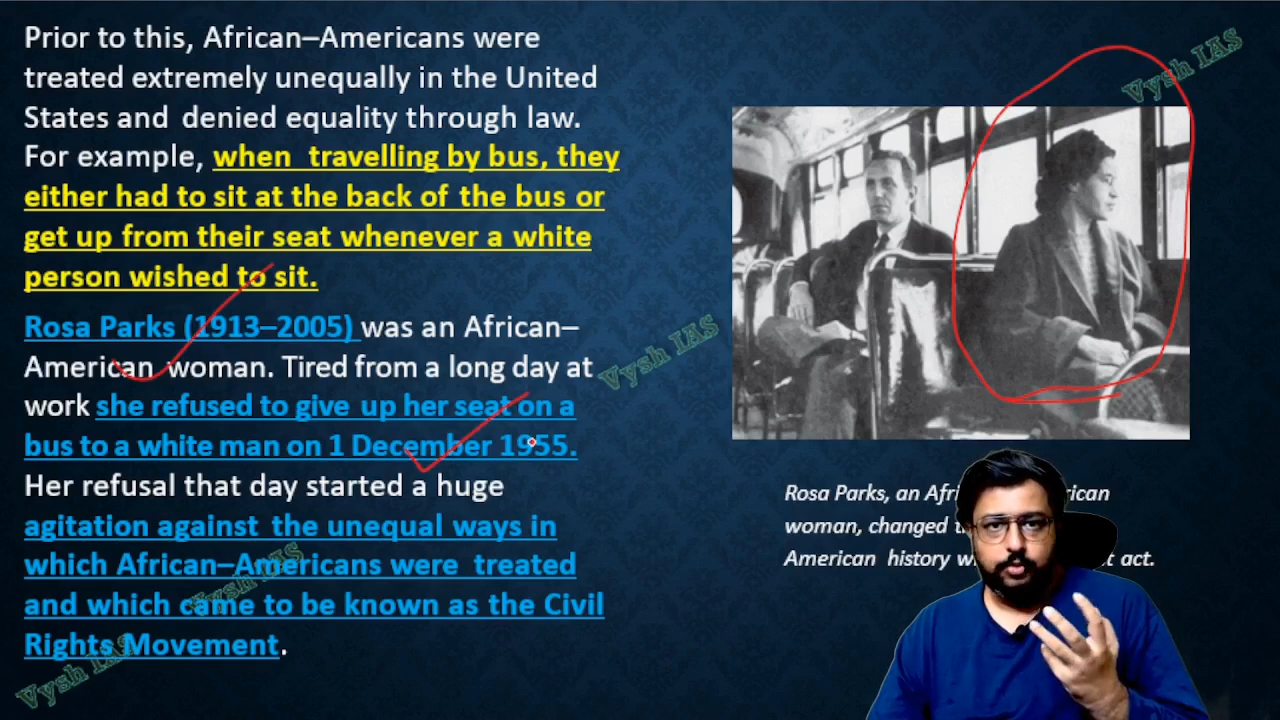 Prior to this, African–Americans were
treated extremely unequally in the United
States and denied equality through law.
For example, when travelling by bus, they
either had to sit at the back of the bus or
get up from their seat whenever a white
person wished to sit.
Rosa Parks (1913–2005) was an African–
American woman. Tired from a long day at
work she refused to give up her seat on a
bus to a white man on 1 December 1955.
Her refusal that day started a huge
agitation against the unequal ways in
which African–Americans were treated
and which came to be known as the Civil
Rights Movement.
Rosa Parks, an
woman, changed
American history act.
Vysh IAS
Vysh IAS
Vysh IAS
Vysh IAS